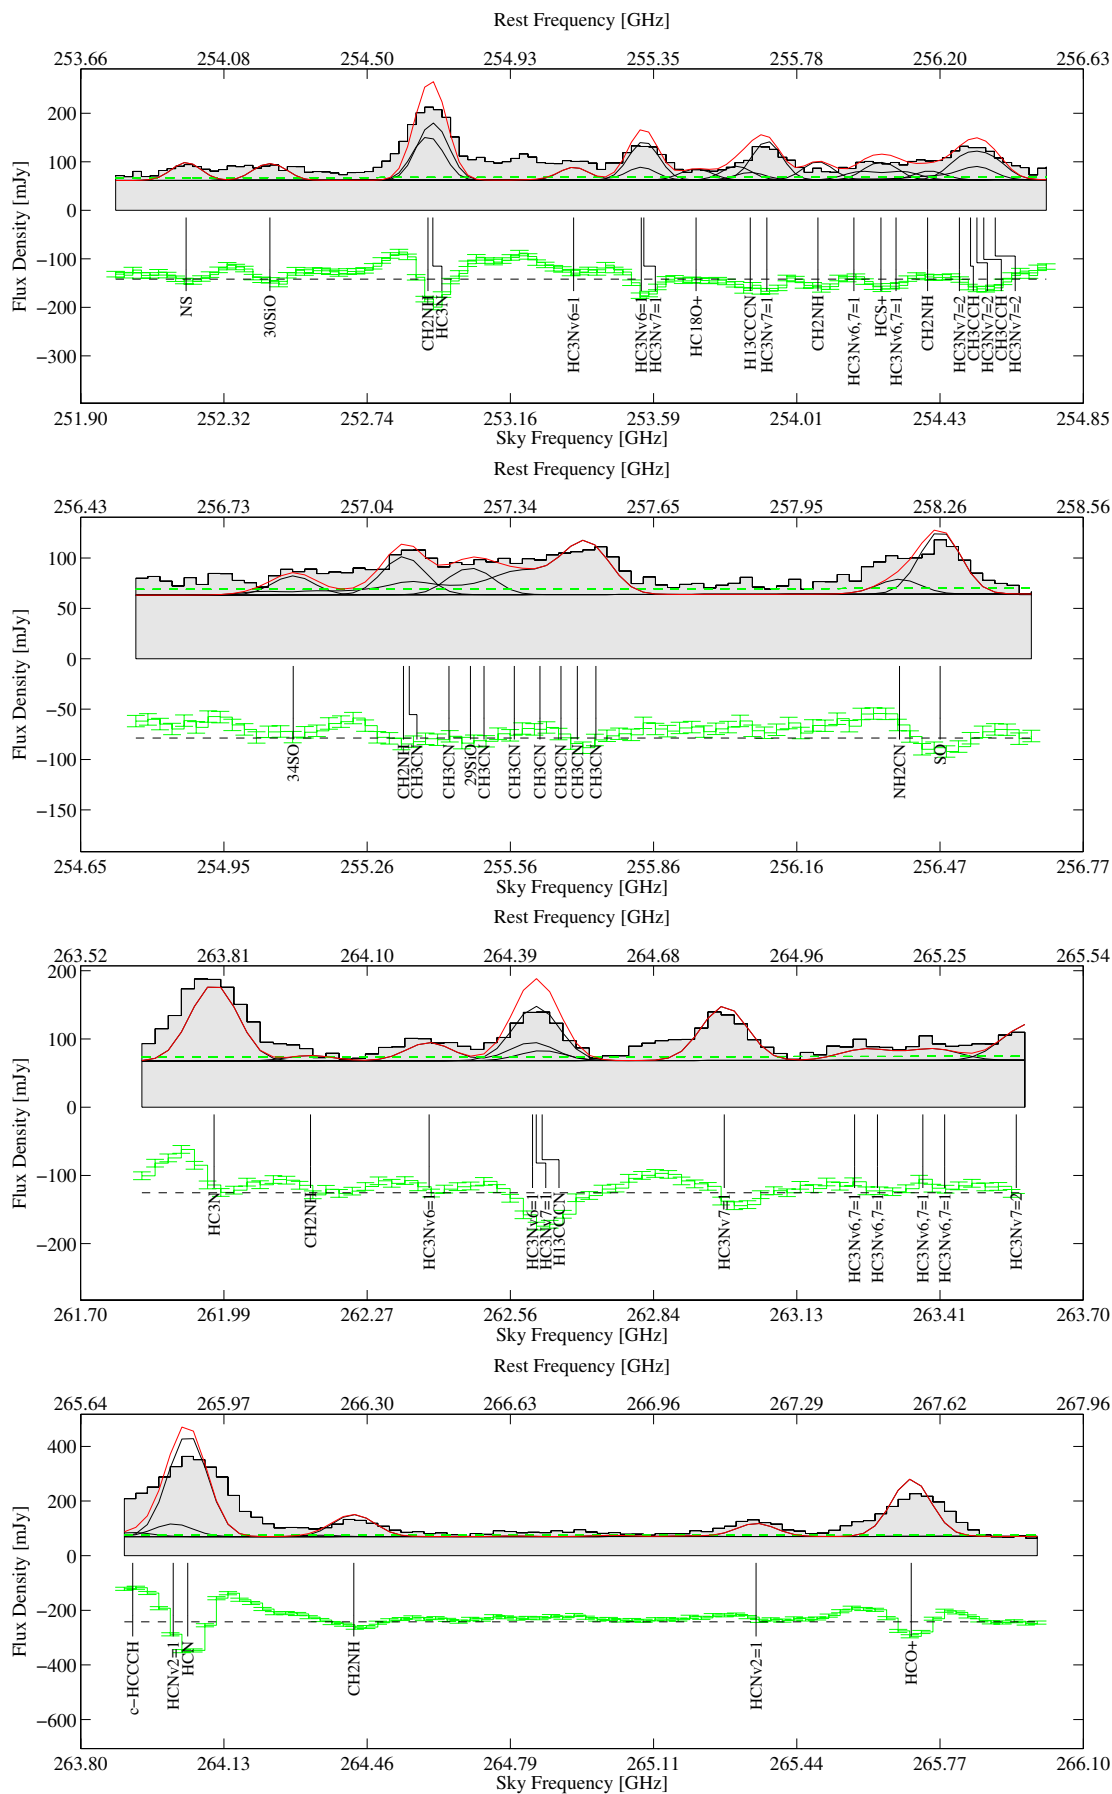 Rest Frequency [GHz]
253.66 254.08 254.50 254.93 255.35 255.78 256.20 256.63
Flux Density [mJy]
200
100
0
−100
−200
−300
NS
30SiO
CH2NH
HC3N
HC3Nv6=1
HC3Nv6=1
HC3Nv7=1
HC18O+
H13CCCN
HC3Nv7=1
CH2NH
HC3Nv6,7=1
HCS+
HC3Nv6,7=1
CH2NH
HC3Nv7=2
CH3CCH
HC3Nv7=2
CH3CCH
HC3Nv7=2
251.90 252.32 252.74 253.16 253.59 254.01 254.43 254.85
Sky Frequency [GHz]
Rest Frequency [GHz]
256.43 256.73 257.04 257.34 257.65 257.95 258.26 258.56
Flux Density [mJy]
100
50
0
−50
−100
−150
34SO
CH2NH
CH3CN
CH3CN
29SiO
CH3CN
CH3CN
CH3CN
CH3CN
CH3CN
CH3CN
NH2CN
SO
254.65 254.95 255.26 255.56 255.86 256.16 256.47 256.77
Sky Frequency [GHz]
Rest Frequency [GHz]
263.52 263.81 264.10 264.39 264.68 264.96 265.25 265.54
Flux Density [mJy]
200
100
0
−100
−200
HC3N
CH2NH
HC3Nv6=1
HC3Nv6=1
HC3Nv7=1
H13CCCN
HC3Nv7=1
HC3Nv6,7=1
HC3Nv6,7=1
HC3Nv6,7=1
HC3Nv6,7=1
HC3Nv7=2
261.70 261.99 262.27 262.56 262.84 263.13 263.41 263.70
Sky Frequency [GHz]
Rest Frequency [GHz]
265.64 265.97 266.30 266.63 266.96 267.29 267.62 267.96
Flux Density [mJy]
400
200
0
−200
−400
−600
c−HCCCH
HCNv2=1
HCN
CH2NH
HCNv2=1
HCO+
263.80 264.13 264.46 264.79 265.11 265.44 265.77 266.10
Sky Frequency [GHz]